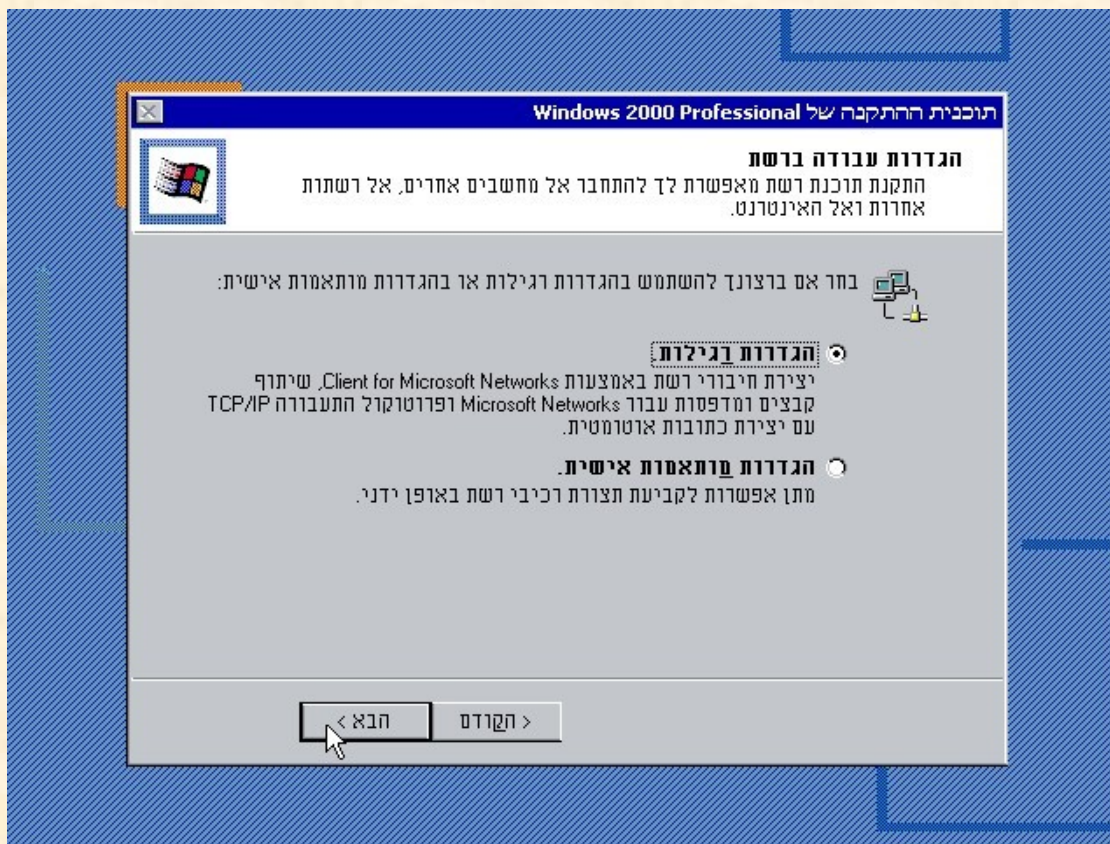 תוכנית ההתקנה של Windows 2000 Professional
הגדרות עבודה ברשת
התקנת תוכנת רשת מאפשרת לך להתחבר אל מחשבים אחרים, אל רשתות
אחרות ואל האינטרנט.
בחר אם ברצונך להשתמש בהגדרות רגילות או בהגדרות מותאמות אישית:
הגדרות רגילות.
יצירת חיבורי רשת באמצעות Client for Microsoft Networks, שיתוף
קבצים ומדפסות עבור Microsoft Networks ופרוטוקול התעבורה TCP/IP
עם יצירת כתובות אוטומטית.
הגדרות מותאמות אישית.
מתן אפשרות לקביעת תצורת רכיבי רשת באופן ידני.
< הקודם
הבא >